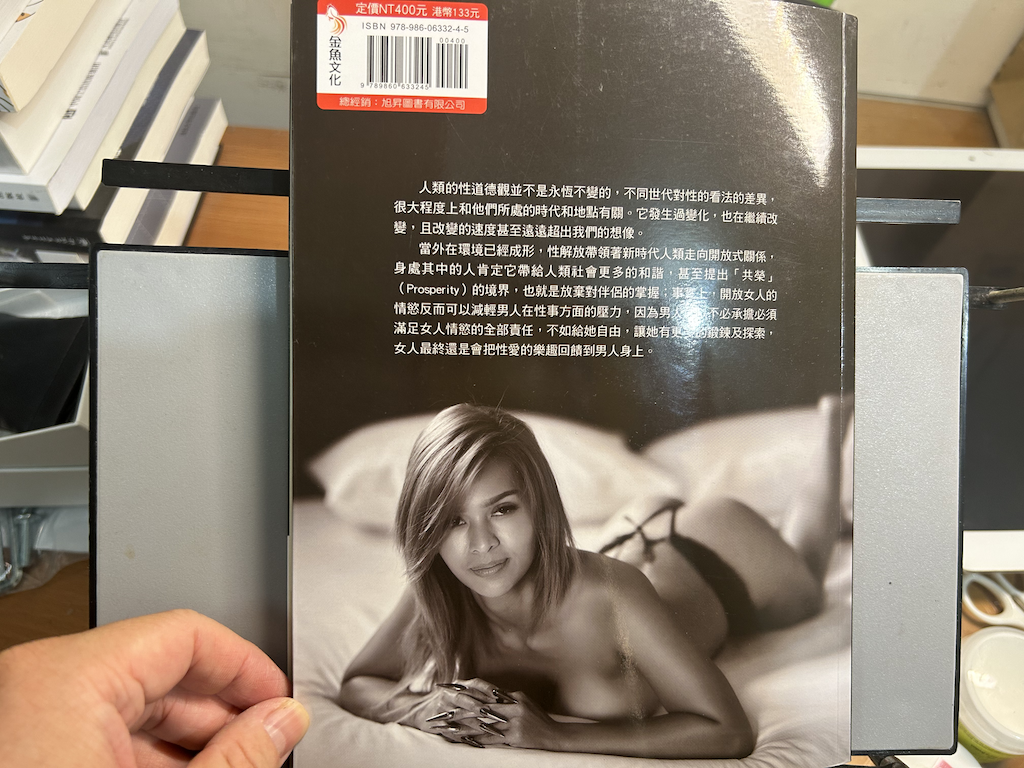 定價NT400元 港幣133元
ISBN 978-986-06332-4-5
00400
9 789860 633245
金魚文化
總經銷：旭昇圖書有限公司
人類的性道德觀並不是永恆不變的，不同世代對性的看法的差異，
很大程度上和他們所處的時代和地點有關。它發生過變化，也在繼續改
變，且改變的速度甚至遠遠超出我們的想像。
當外在環境已經成形，性解放帶領著新時代人類走向開放式關係，
身處其中的人肯定它帶給人類社會更多的和諧，甚至提出「共榮」
（Prosperity）的境界，也就是放棄對伴侶的掌握；事實上，開放女人的
情慾反而可以減輕男人在性事方面的壓力，因為男人不必承擔必須
滿足女人情慾的全部責任，不如給她自由，讓她有更的鍛鍊及探索，
女人最終還是會把性愛的樂趣回饋到男人身上。